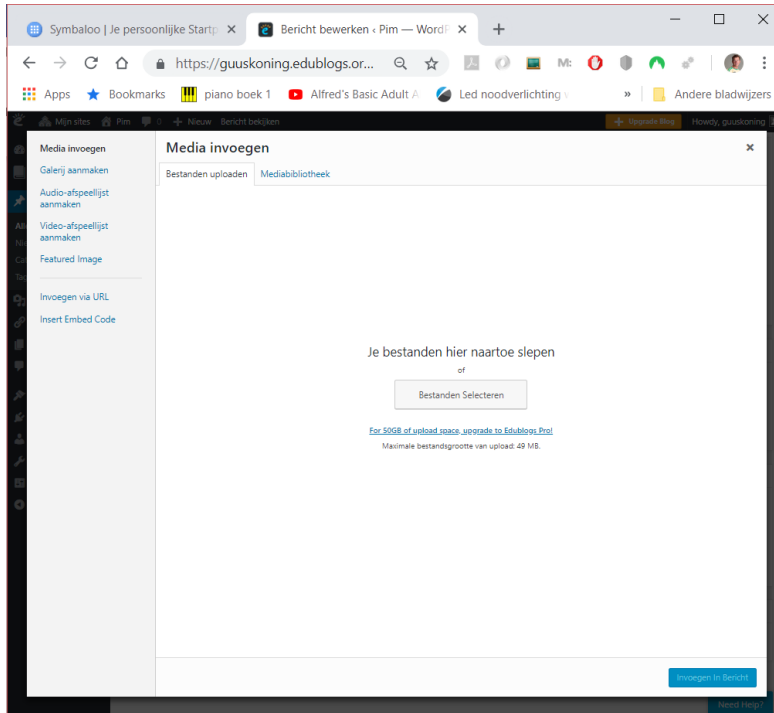 Symbaloo | Je persoonlijke Startp
Bericht bewerken ‹ Pim — WordP
https://guuskoning.edublogs.or...
M:
Apps
Bookmarks
piano boek 1
Alfred's Basic Adult A
Led noodverlichting
»
Andere bladwijzers
Mijn sites
Pim
0
+ Nieuw
Bericht bekijken
+ Upgrade Blog
Howdy, guuskoning
Media invoegen
Galerij aanmaken
Audio-afspeellijst
aanmaken
Video-afspeellijst
aanmaken
Featured Image
Invoegen via URL
Insert Embed Code
Media invoegen
Bestanden uploaden
Mediabibliotheek
Je bestanden hier naartoe slepen
of
Bestanden Selecteren
For 50GB of upload space, upgrade to Edublogs Pro!
Maximale bestandsgrootte van upload: 49 MB.
Invoegen In Bericht
Need Help?